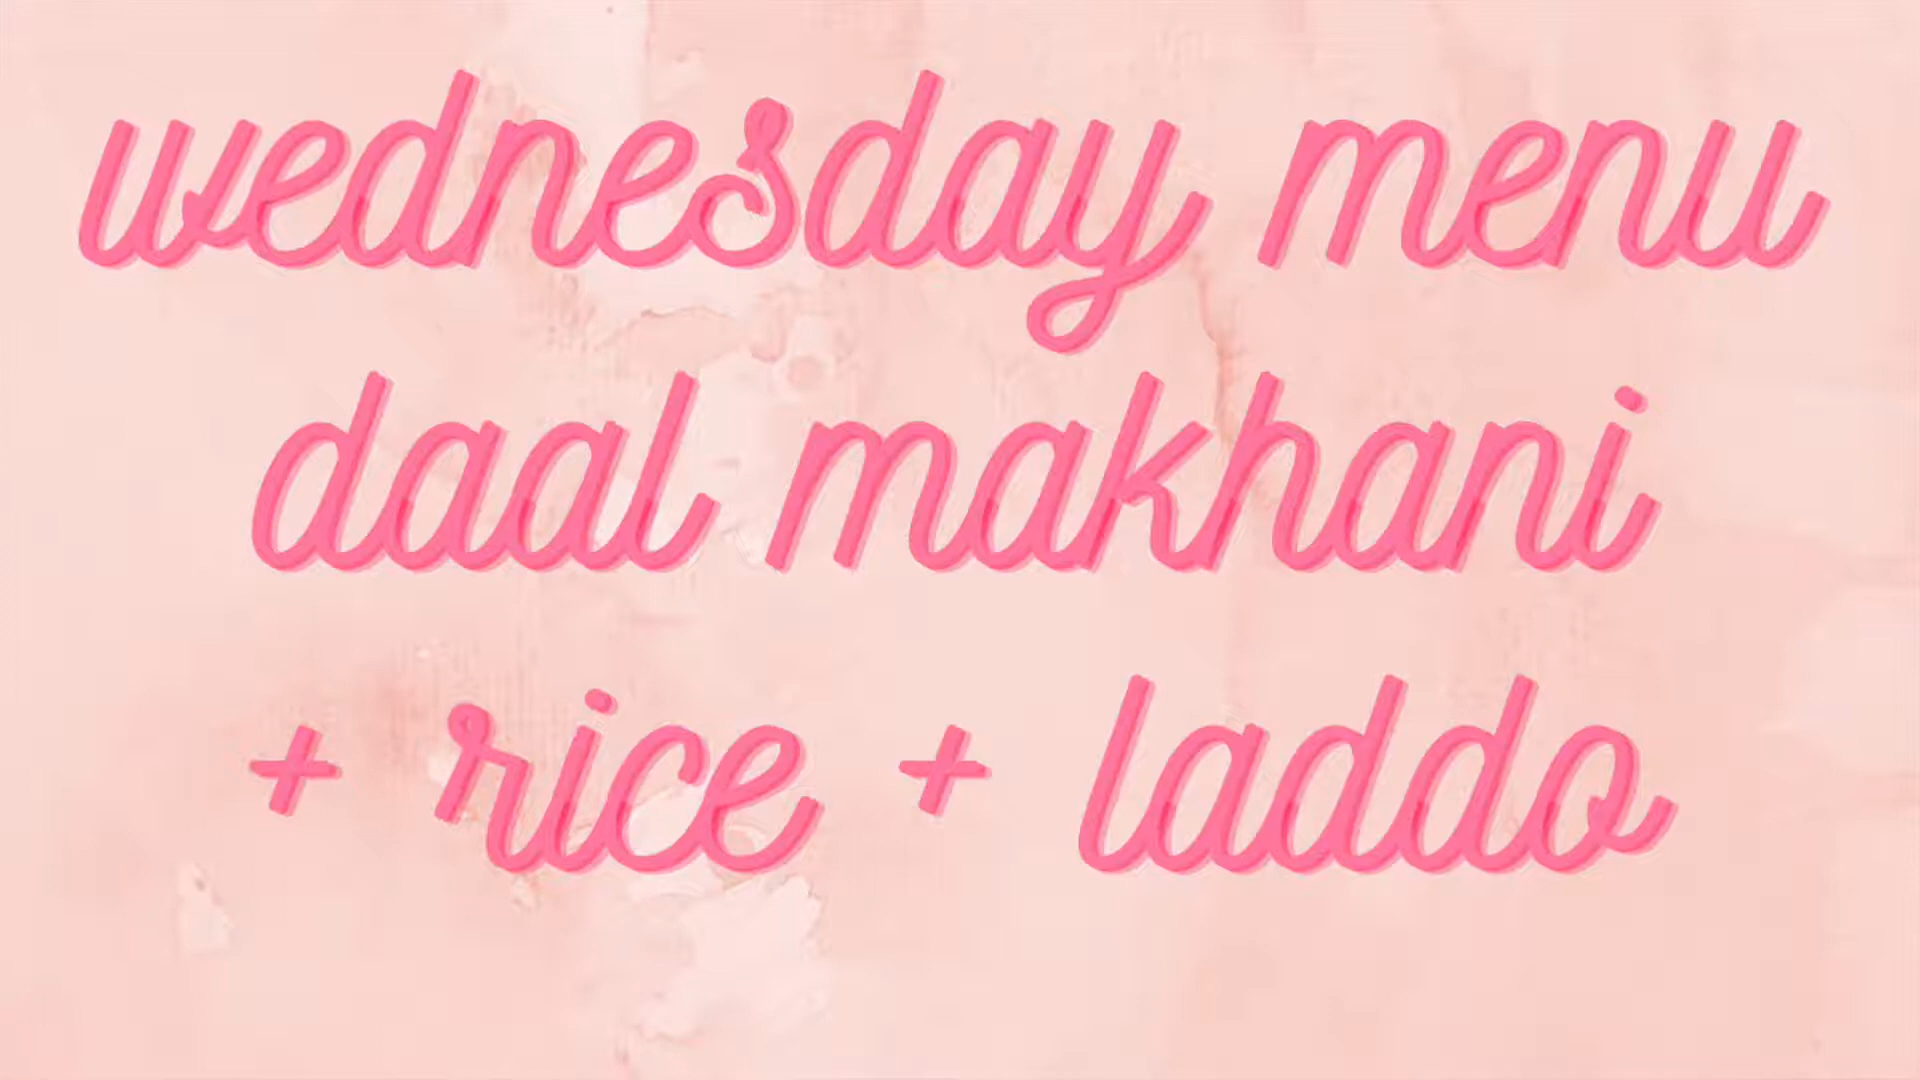 wednesday menu
daal makhani
+ rice + laddo